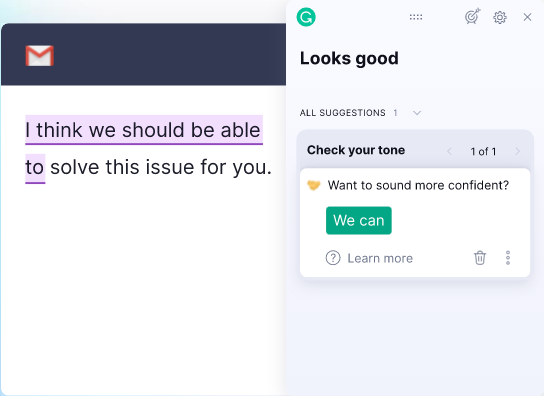 Looks good
ALL SUGGESTIONS 1
Check your tone 1 of 1
Want to sound more confident?
We can
Learn more
I think we should be able
to solve this issue for you.